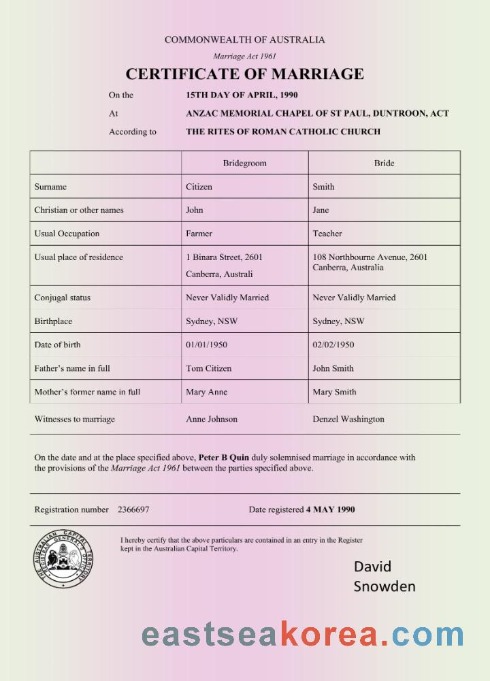 COMMONWEALTH OF AUSTRALIA
Marriage Act 1961
CERTIFICATE OF MARRIAGE
On the 15TH DAY OF APRIL, 1990
At ANZAC MEMORIAL CHAPEL OF ST PAUL, DUNTROON, ACT
According to THE RITES OF ROMAN CATHOLIC CHURCH
Bridegroom Bride
Surname Citizen Smith
Christian or other names John Jane
Usual Occupation Farmer Teacher
Usual place of residence 1 Binara Street, 2601 108 Northbourne Avenue, 2601
Canberra, Australi Canberra, Australia
Conjugal status Never Validly Married Never Validly Married
Birthplace Sydney, NSW Sydney, NSW
Date of birth 01/01/1950 02/02/1950
Father's name in full Tom Citizen John Smith
Mother's former name in full Mary Anne Mary Smith
Witnesses to marriage Anne Johnson Denzel Washington
On the date and at the place specified above, Peter B Quin duly solemnised marriage in accordance with
the provisions of the Marriage Act 1961 between the parties specified above.
Registration number 2366697 Date registered 4 MAY 1990
I hereby certify that the above particulars are contained in an entry in the Register
kept in the Australian Capital Territory.
David
Snowden
eastseakorea.com